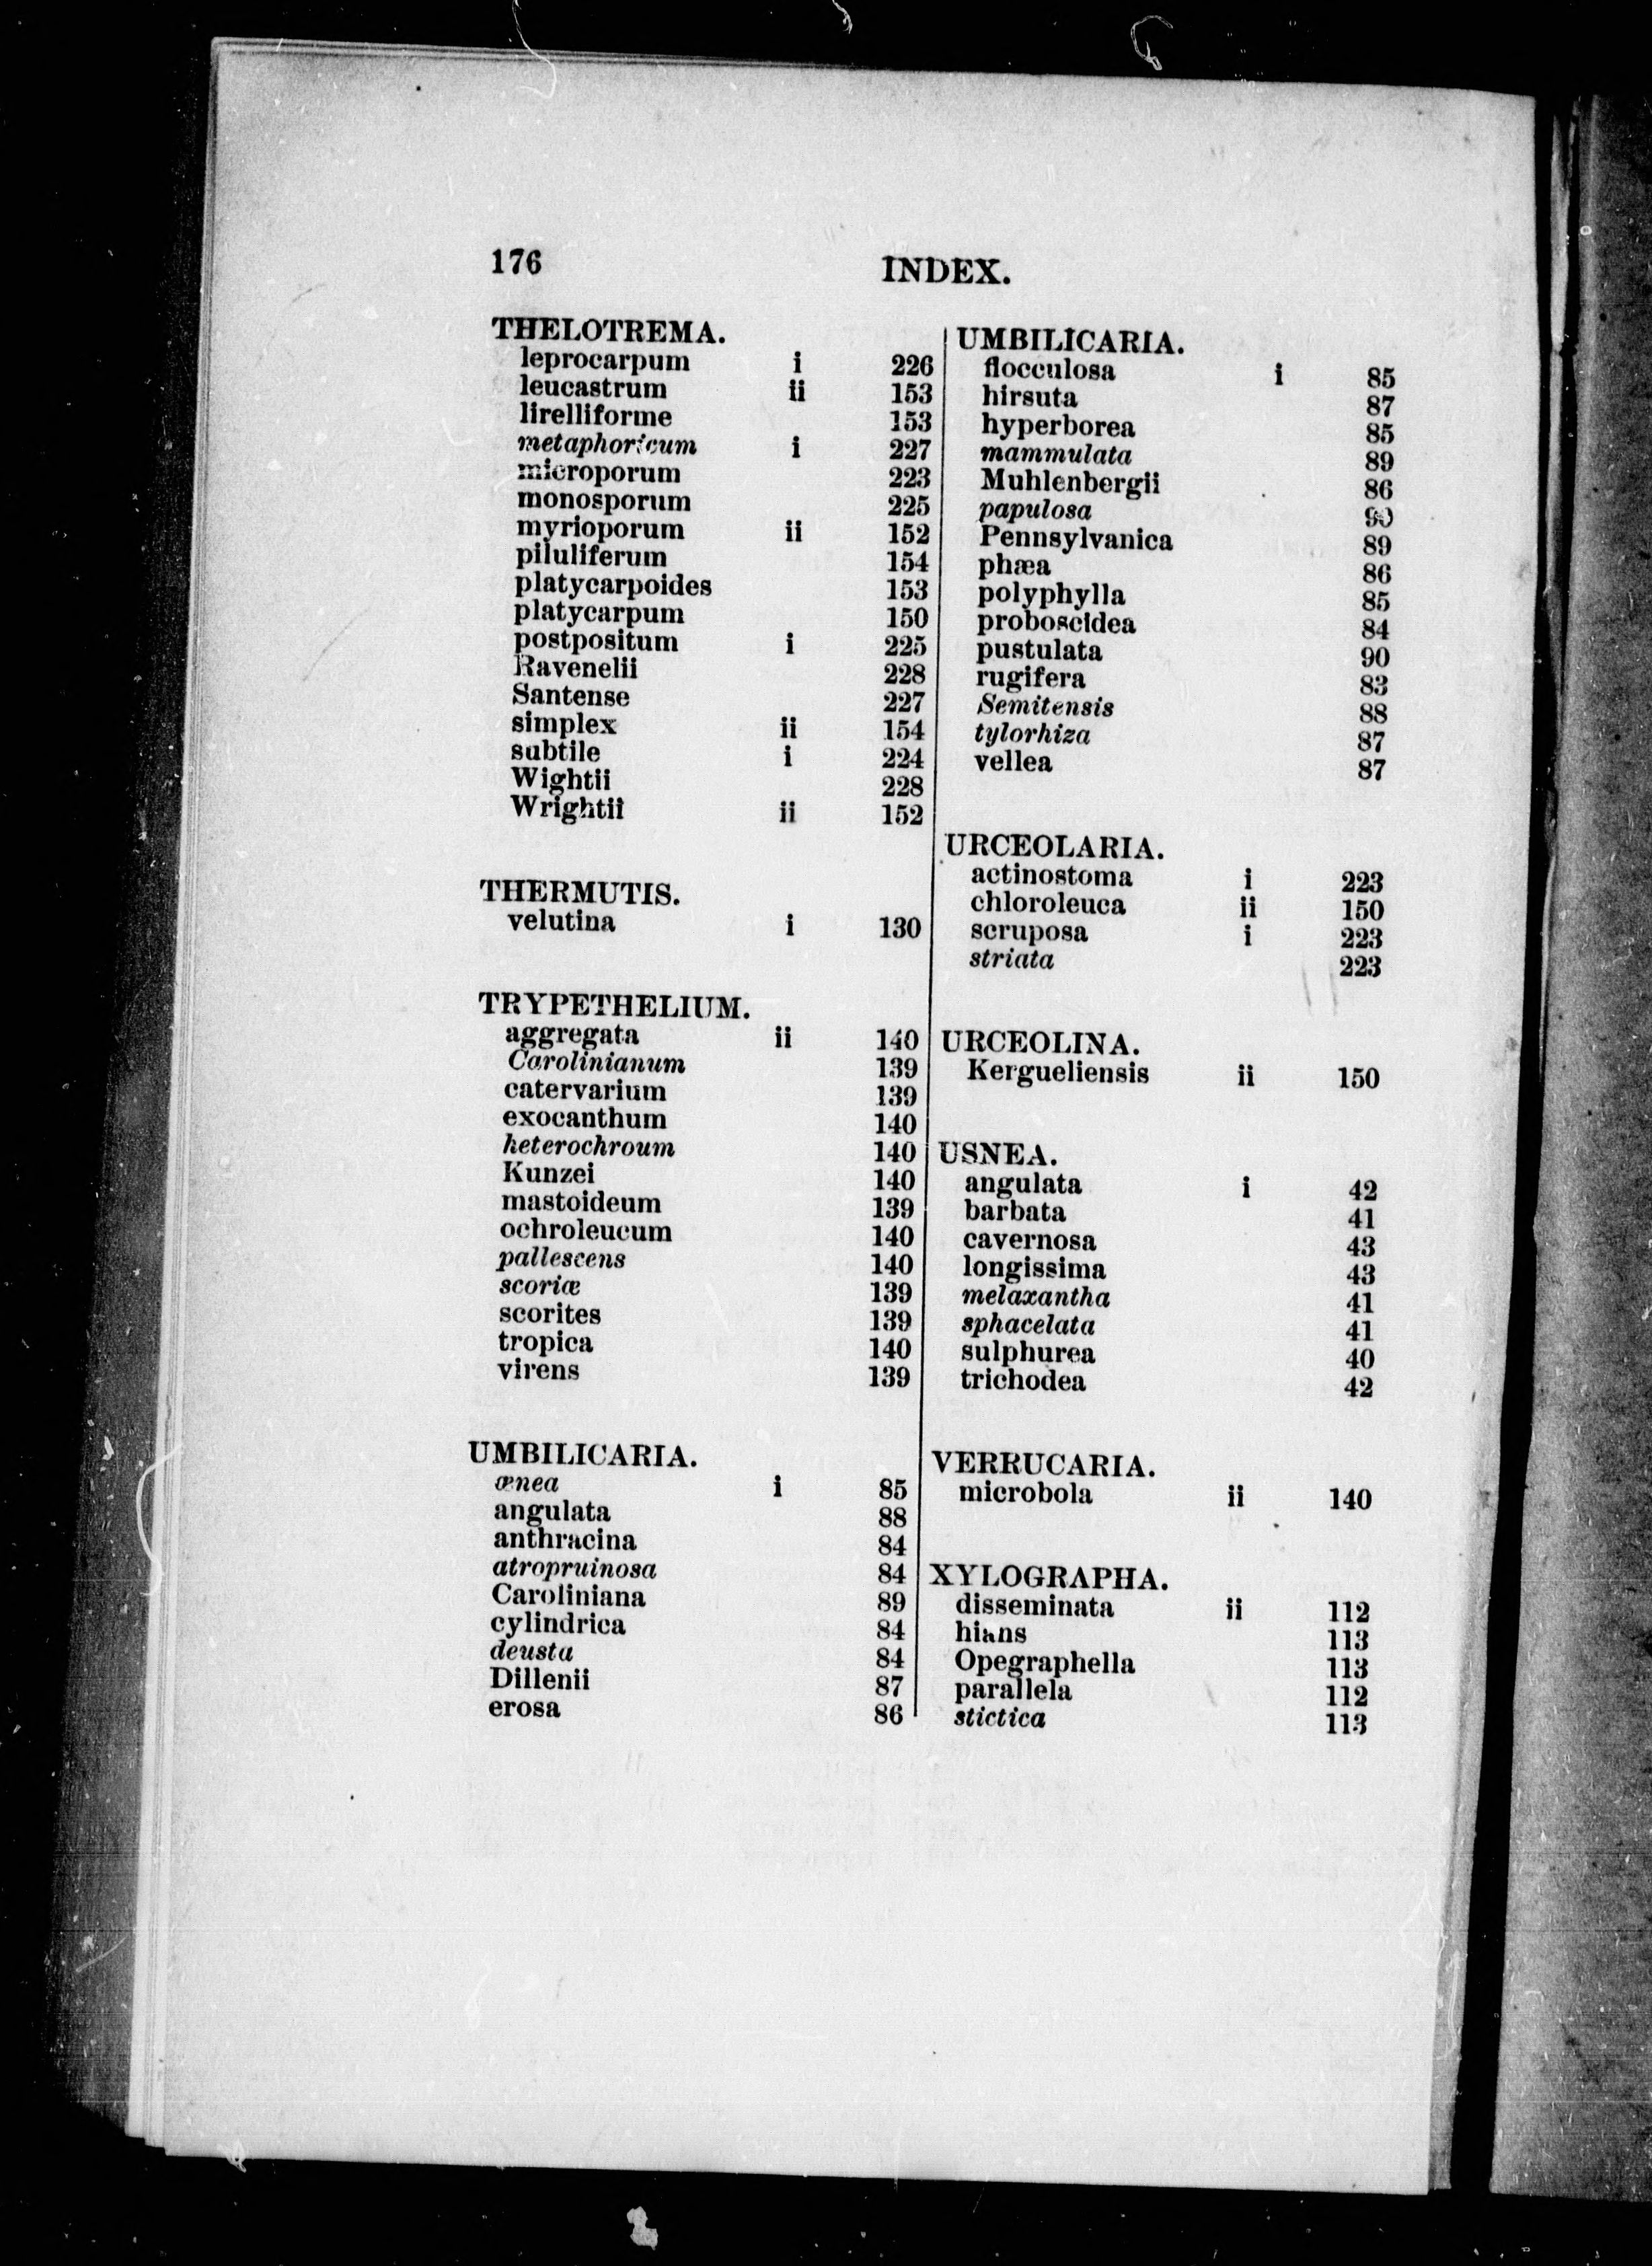 176 INDEX.
THELOTREMA.
leprocarpum i 226
leucastrum ii 153
lirelliforme 153
metaphoricum i 227
microporum 223
monosporum 225
myrioporum ii 152
piluliferum 154
platycarpoides 153
platycarpum 150
postpositum i 225
Ravenelii 228
Santense 227
simplex ii 154
subtile i 224
Wightii 228
Wrightii ii 152
THERMUTIS.
velutina i 130
TRYPETHELIUM.
aggregata ii 140
Carolinianum 139
catervarium 139
exocanthum 140
heterochroum 140
Kunzei 140
mastoideum 139
ochroleucum 140
pallescens 140
scoriæ 139
scorites 139
tropica 140
virens 139
UMBILICARIA.
ænea i 85
angulata 88
anthracina 84
atropruinosa 84
Caroliniana 89
cylindrica 84
deusta 84
Dillenii 87
erosa 86
UMBILICARIA.
flocculosa i 85
hirsuta 87
hyperborea 85
mammulata 89
Muhlenbergii 86
papulosa 90
Pennsylvanica 89
phæa 86
polyphylla 85
proboscidea 84
pustulata 90
rugifera 83
Semitensis 88
tylorhiza 87
vellea 87
URCEOLARIA.
actinostoma i 223
chloroleuca ii 150
scruposa i 223
striata 223
URCEOLINA.
Kergueliensis ii 150
USNEA.
angulata i 42
barbata 41
cavernosa 43
longissima 43
melaxantha 41
sphacelata 41
sulphurea 40
trichodea 42
VERRUCARIA.
microbola ii 140
XYLOGRAPHA.
disseminata ii 112
hians 113
Opegraphella 113
parallela 112
stictica 113